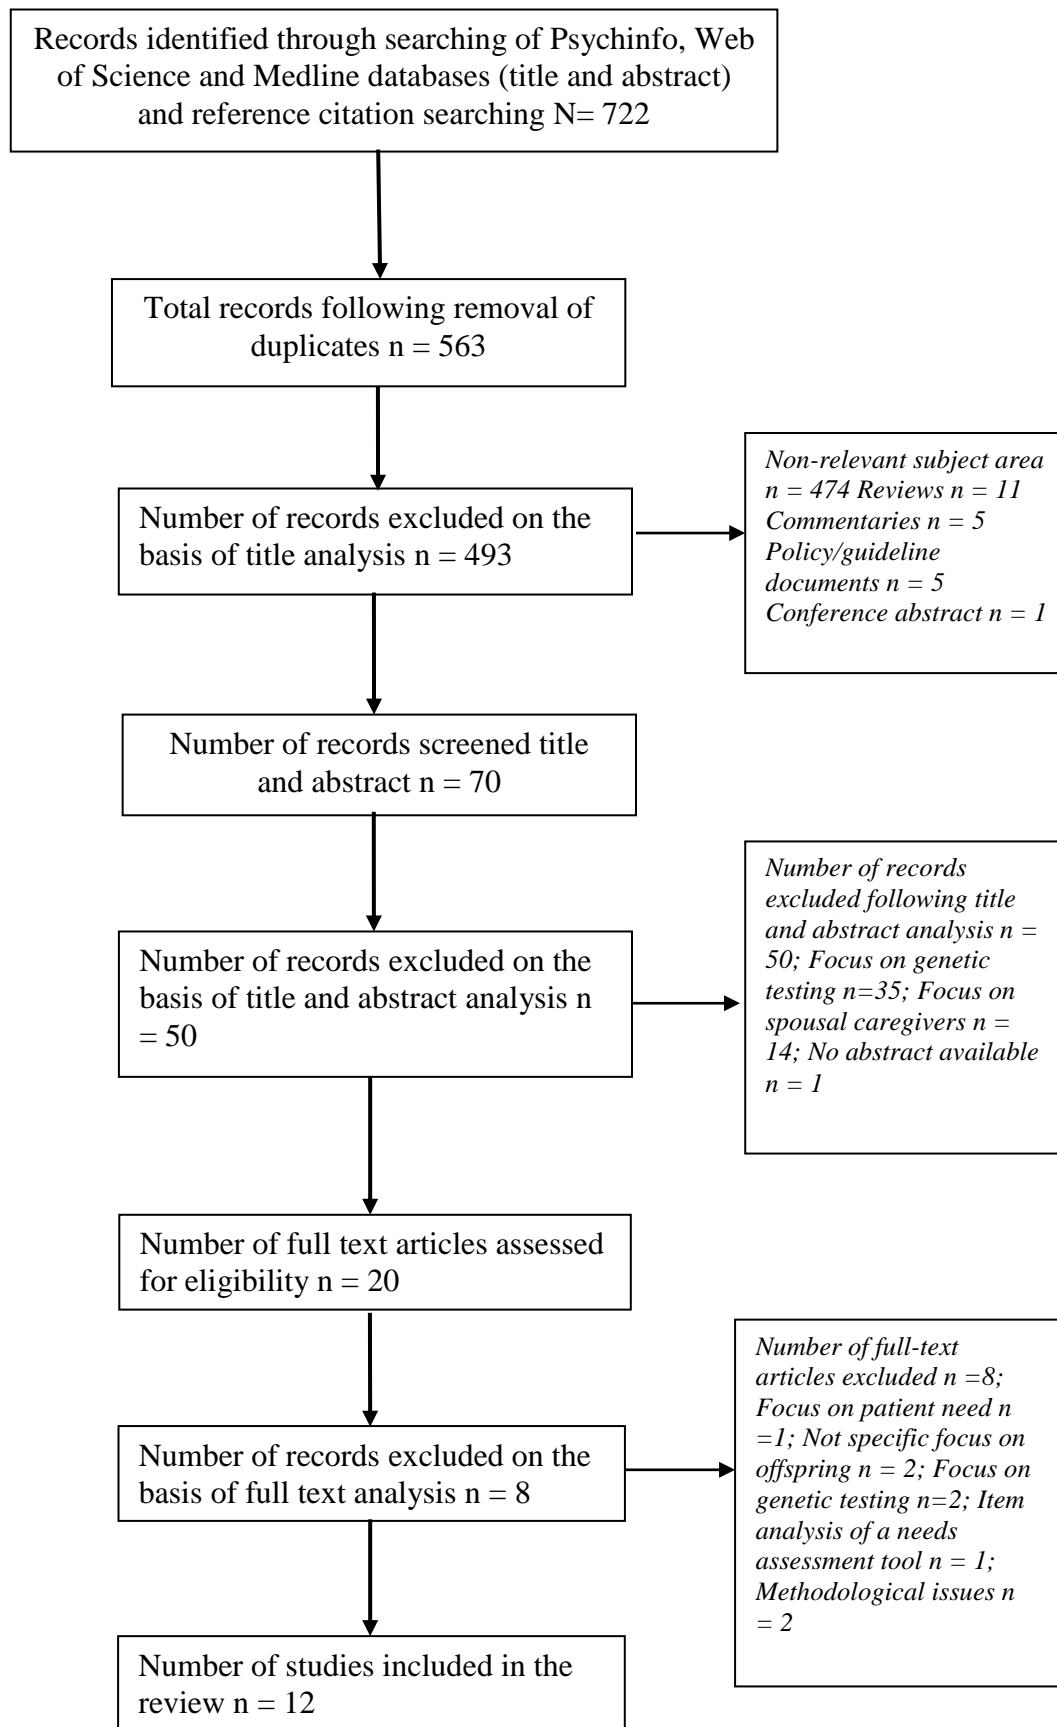 Records identified through searching of Psychinfo, Web
of Science and Medline databases (title and abstract)
and reference citation searching N= 722
Total records following removal of
duplicates n = 563
Number of records excluded on the
basis of title analysis n = 493
Non-relevant subject area
n = 474 Reviews n = 11
Commentaries n = 5
Policy/guideline
documents n = 5
Conference abstract n = 1
Number of records screened title
and abstract n = 70
Number of records excluded on the
basis of title and abstract analysis n
= 50
Number of records
excluded following title
and abstract analysis n =
50; Focus on genetic
testing n=35; Focus on
spousal caregivers n =
14; No abstract available
n = 1
Number of full text articles assessed
for eligibility n = 20
Number of records excluded on the
basis of full text analysis n = 8
Number of full-text
articles excluded n =8;
Focus on patient need n
=1; Not specific focus on
offspring n = 2; Focus on
genetic testing n=2; Item
analysis of a needs
assessment tool n = 1;
Methodological issues n
= 2
Number of studies included in the
review n = 12